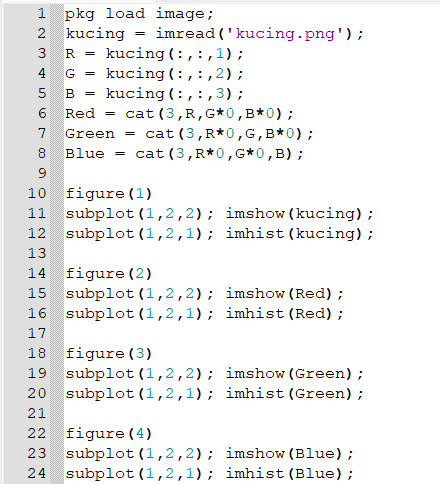 1 pkg load image;
2 kucing = imread('kucing.png');
3 R = kucing(:,:,1);
4 G = kucing(:,:,2);
5 B = kucing(:,:,3);
6 Red = cat(3,R,G*0,B*0);
7 Green = cat(3,R*0,G,B*0);
8 Blue = cat(3,R*0,G*0,B);
9
10 figure(1)
11 subplot(1,2,2); imshow(kucing);
12 subplot(1,2,1); imhist(kucing);
13
14 figure(2)
15 subplot(1,2,2); imshow(Red);
16 subplot(1,2,1); imhist(Red);
17
18 figure(3)
19 subplot(1,2,2); imshow(Green);
20 subplot(1,2,1); imhist(Green);
21
22 figure(4)
23 subplot(1,2,2); imshow(Blue);
24 subplot(1,2,1); imhist(Blue);